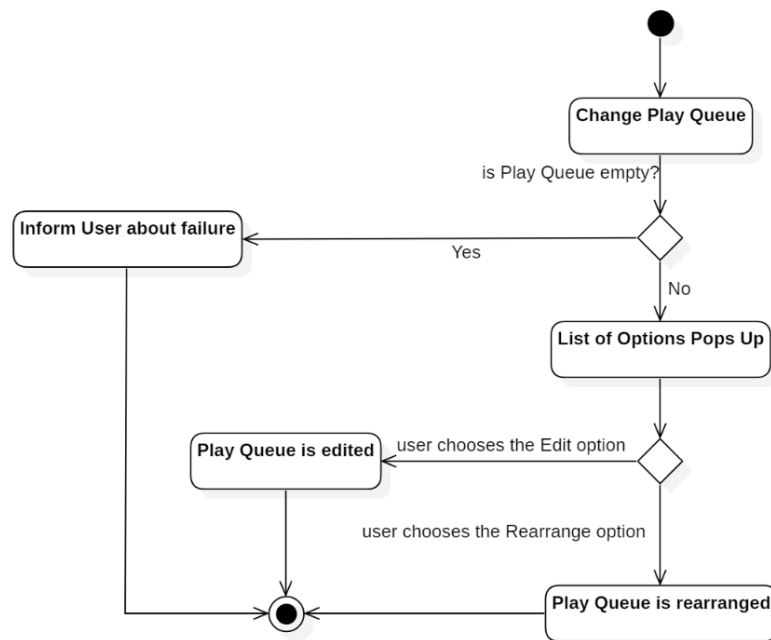 Change Play Queue
is Play Queue empty?
Inform User about failure
Yes
No
List of Options Pops Up
Play Queue is edited
user chooses the Edit option
user chooses the Rearrange option
Play Queue is rearranged